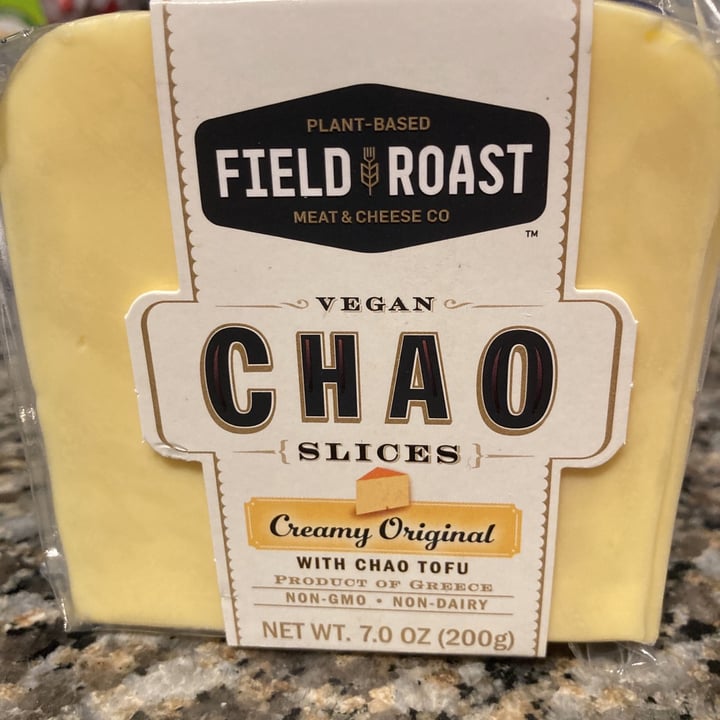 PLANT-BASED
FIELD ROAST
MEAT & CHEESE CO
™
VEGAN
CHAO
SLICES
Creamy Original
WITH CHAO TOFU
PRODUCT OF GREECE
NON-GMO • NON-DAIRY
NET WT. 7.0 OZ (200g)